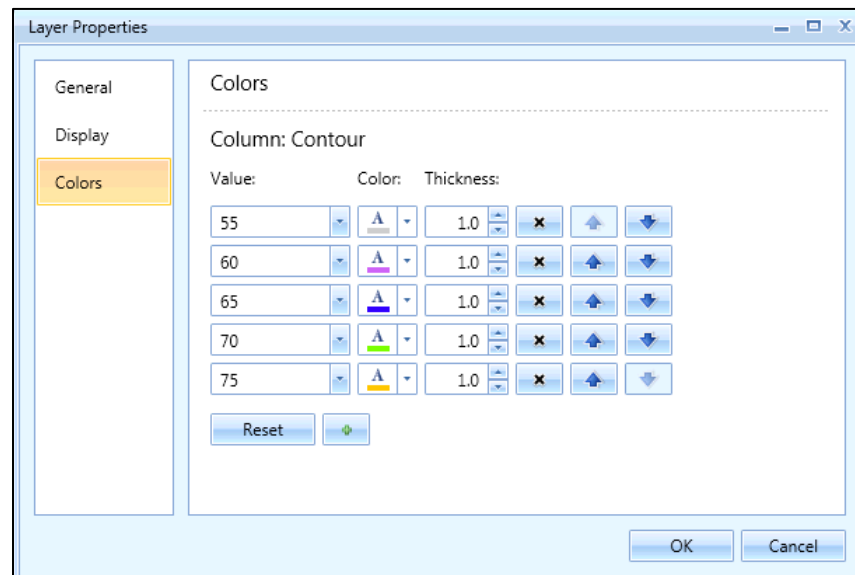 Layer Properties
General
Display
Colors
Colors
Column: Contour
Value: Color: Thickness:
55 A 1.0
60 A 1.0
65 A 1.0
70 A 1.0
75 A 1.0
Reset
OK Cancel